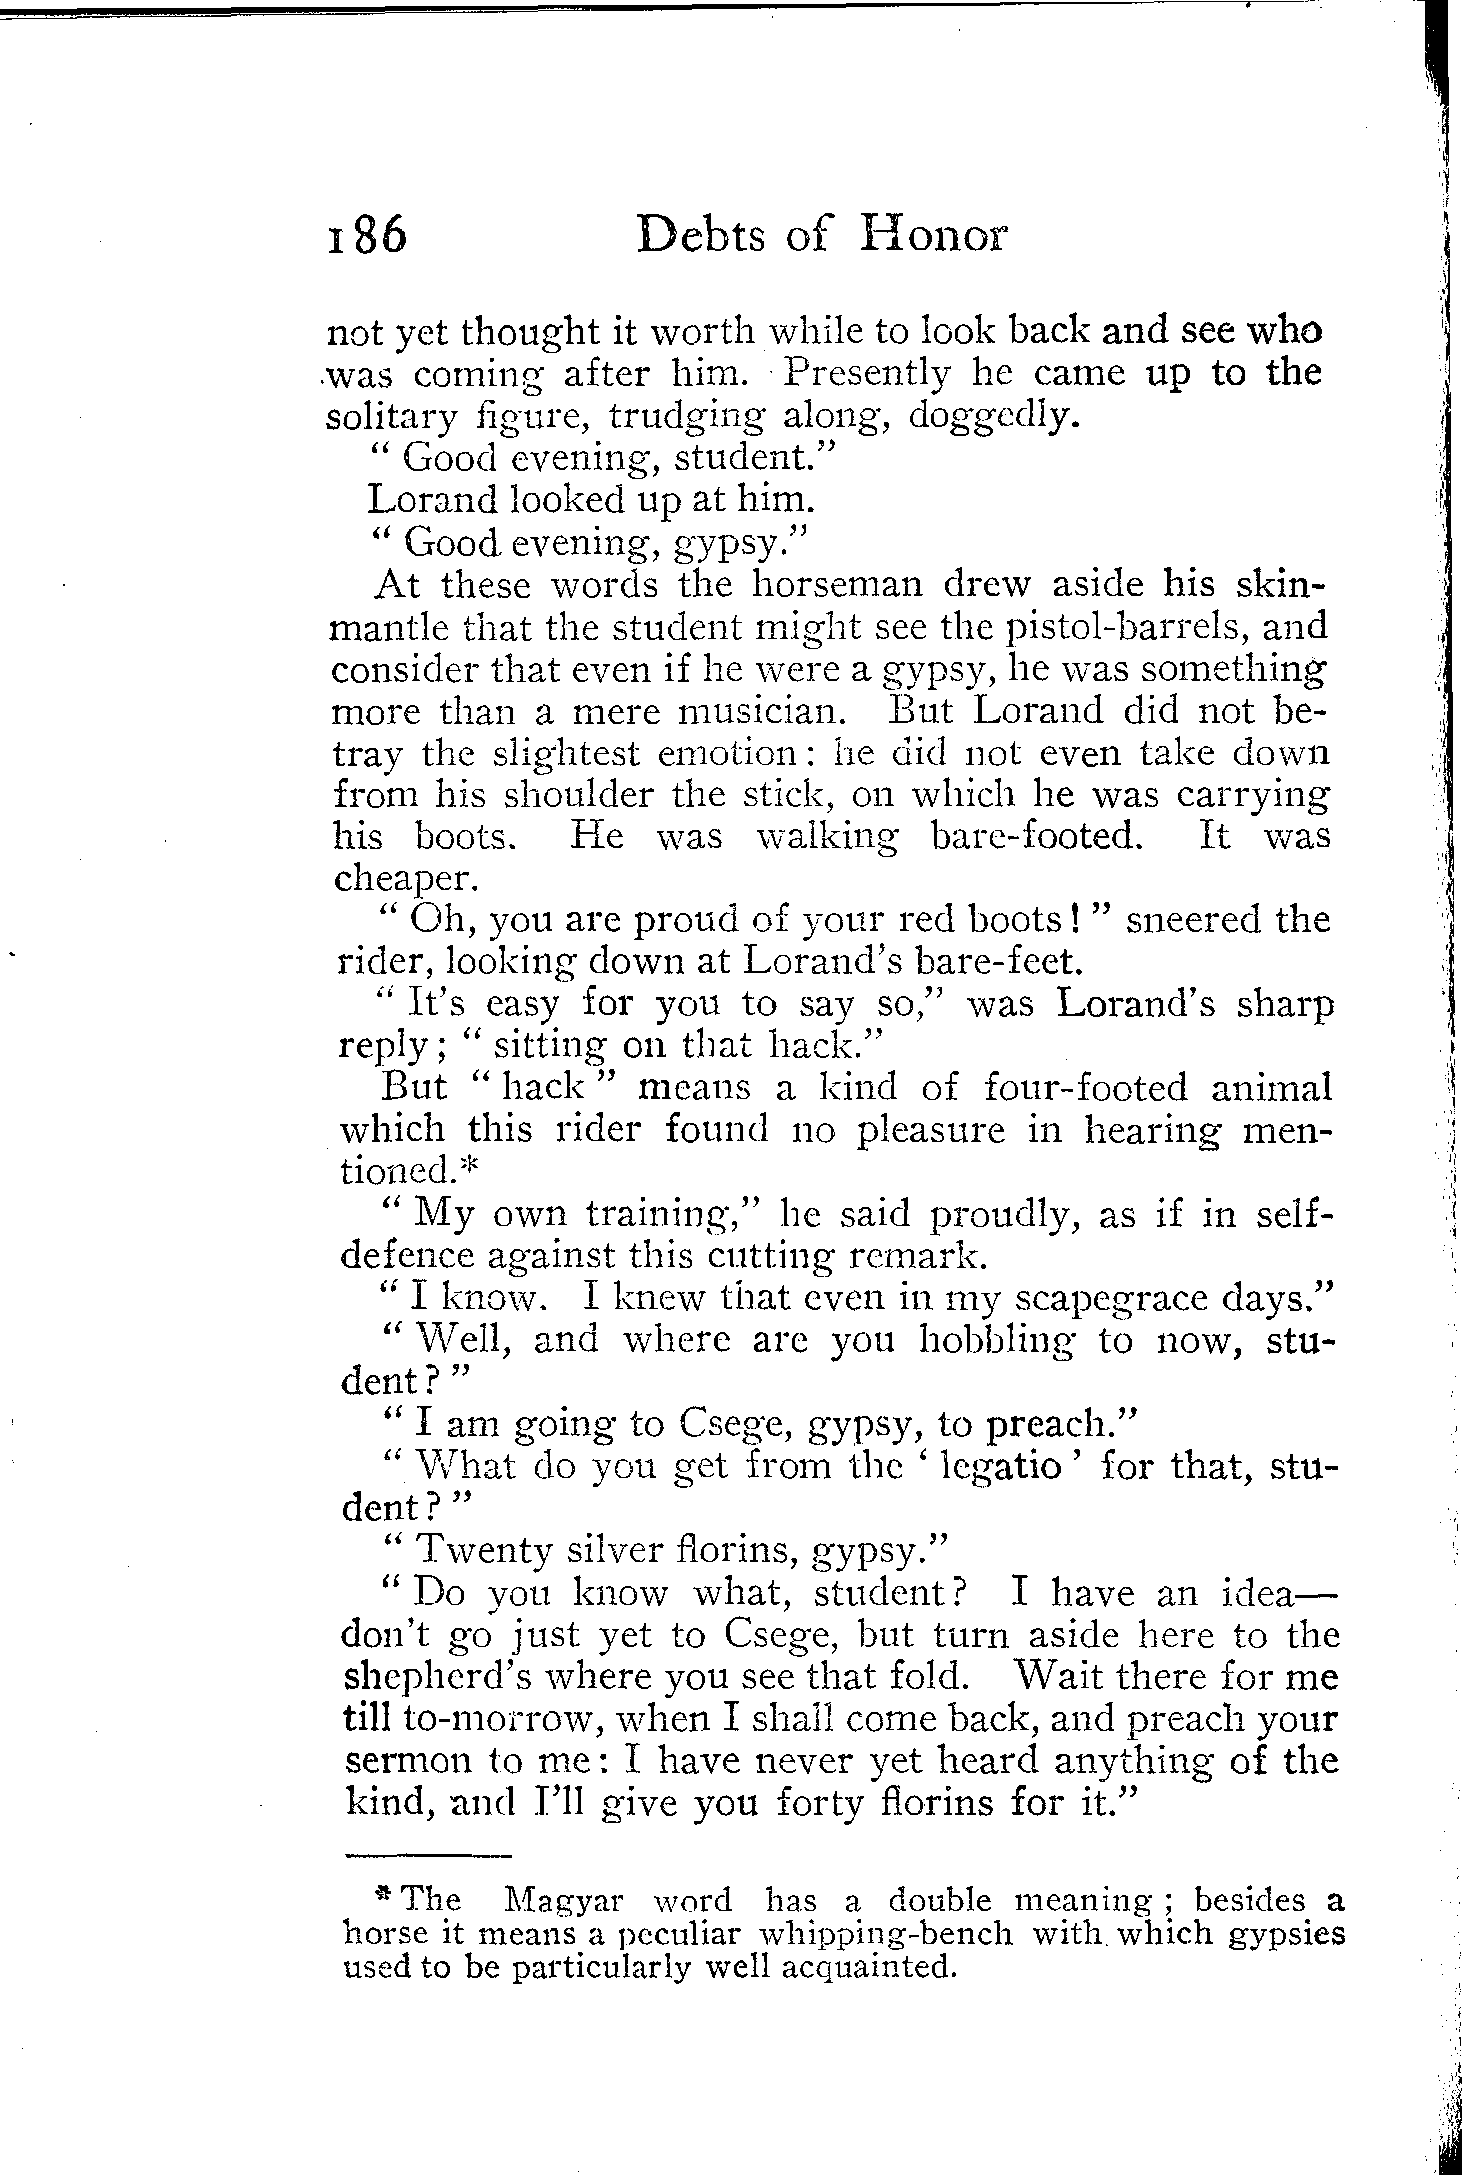 186 Debts of Honor
not yet thought it worth while to look back and see who
was coming after him. Presently he came up to the
solitary figure, trudging along, doggedly.
“ Good evening, student.”
Lorand looked up at him.
“ Good evening, gypsy.”
At these words the horseman drew aside his skin-
mantle that the student might see the pistol-barrels, and
consider that even if he were a gypsy, he was something
more than a mere musician. But Lorand did not be-
tray the slightest emotion: he did not even take down
from his shoulder the stick, on which he was carrying
his boots. He was walking bare-footed. It was
cheaper.
“ Oh, you are proud of your red boots! ” sneered the
rider, looking down at Lorand’s bare-feet.
“ It’s easy for you to say so,” was Lorand’s sharp
reply; “ sitting on that hack.”
But “ hack ” means a kind of four-footed animal
which this rider found no pleasure in hearing men-
tioned.*
“ My own training,” he said proudly, as if in self-
defence against this cutting remark.
“ I know. I knew that even in my scapegrace days.”
“ Well, and where are you hobbling to now, stu-
dent? ”
“ I am going to Csege, gypsy, to preach.”
“ What do you get from the ‘ legatio ’ for that, stu-
dent? ”
“ Twenty silver florins, gypsy.”
“ Do you know what, student? I have an idea—
don’t go just yet to Csege, but turn aside here to the
shepherd’s where you see that fold. Wait there for me
till to-morrow, when I shall come back, and preach your
sermon to me: I have never yet heard anything of the
kind, and I’ll give you forty florins for it.”
* The Magyar word has a double meaning ; besides a
horse it means a peculiar whipping-bench with which gypsies
used to be particularly well acquainted.